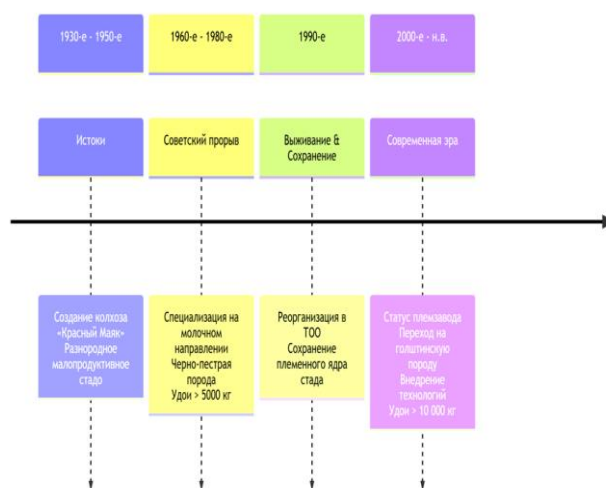 1930-е - 1950-е
1960-е - 1980-е
1990-е
2000-е - н.в.
Истоки
Советский прорыв
Выживание &
Сохранение
Современная эра
Создание колхоза
«Красный Маяк»
Разнородное
малопродуктивное
стадо
Специализация на
молочном
направлении
Черно-пестрая
порода
Удои > 5000 кг
Реорганизация в
ТОО
Сохранение
племенного ядра
стада
Статус племзавода
Переход на
голштинскую
породу
Внедрение
технологий
Удои > 10 000 кг